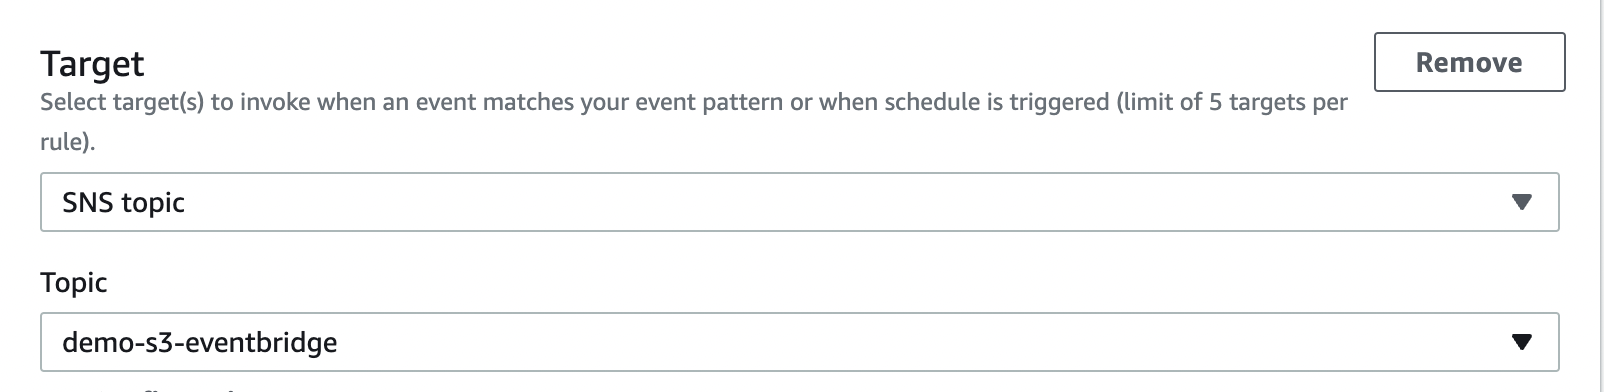 Target
Remove
Select target(s) to invoke when an event matches your event pattern or when schedule is triggered (limit of 5 targets per
rule).
SNS topic
Topic
demo-s3-eventbridge